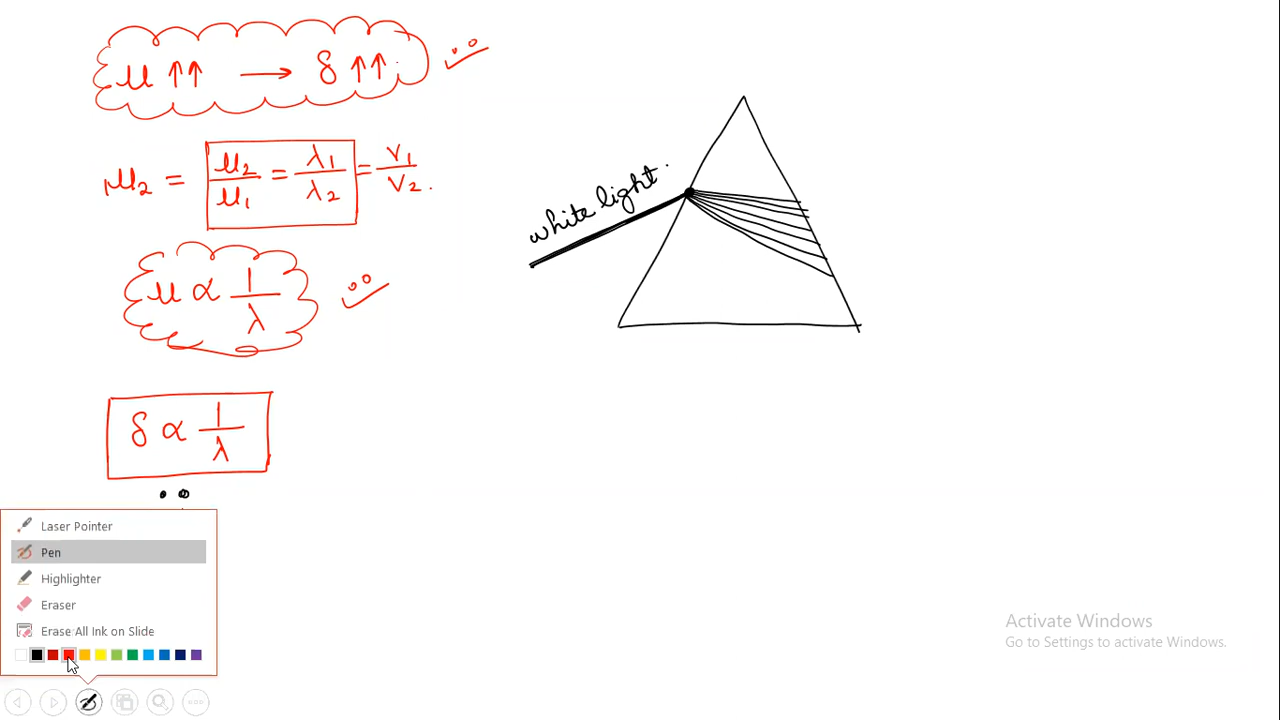 μ ↑↑ → δ ↑↑.
μ₂ = μ₂/μ₁ = λ₁/λ₂ = v₁/v₂.
μ ∝ 1/λ
δ ∝ 1/λ
white light.
Laser Pointer
Pen
Highlighter
Eraser
Erase All Ink on Slide
Activate Windows
Go to Settings to activate Windows.